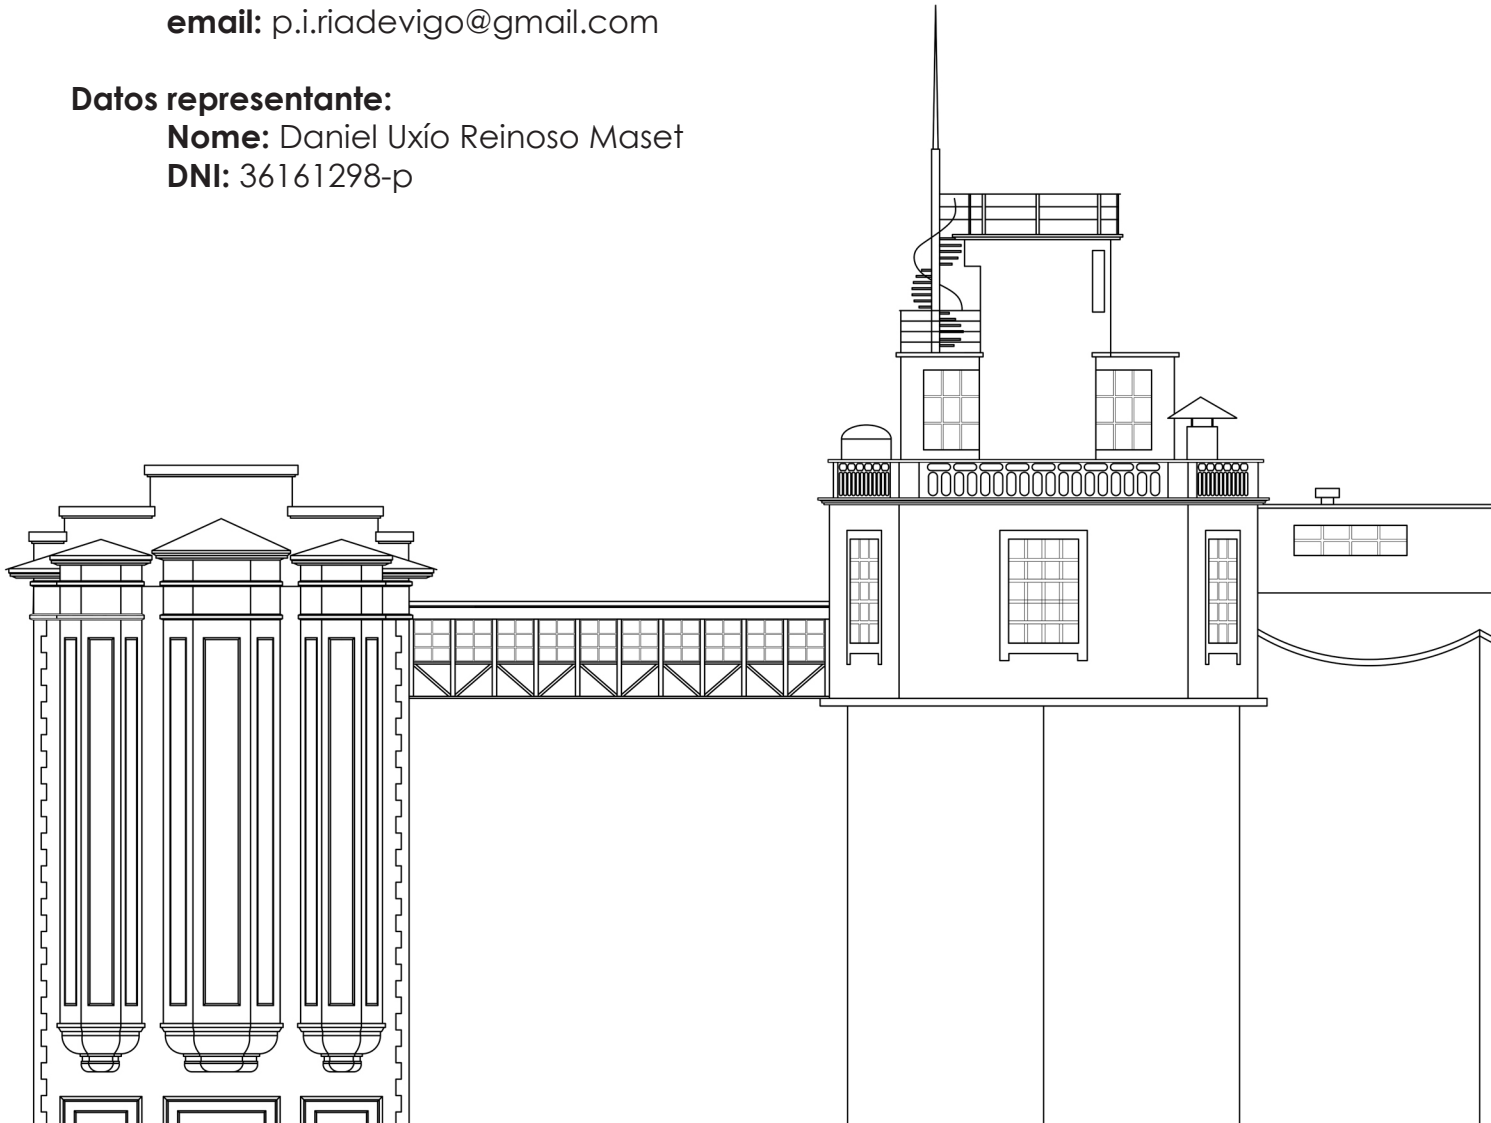 email: p.i.riadevigo@gmail.com
Datos representante:
Nome: Daniel Uxío Reinoso Maset
DNI: 36161298-p